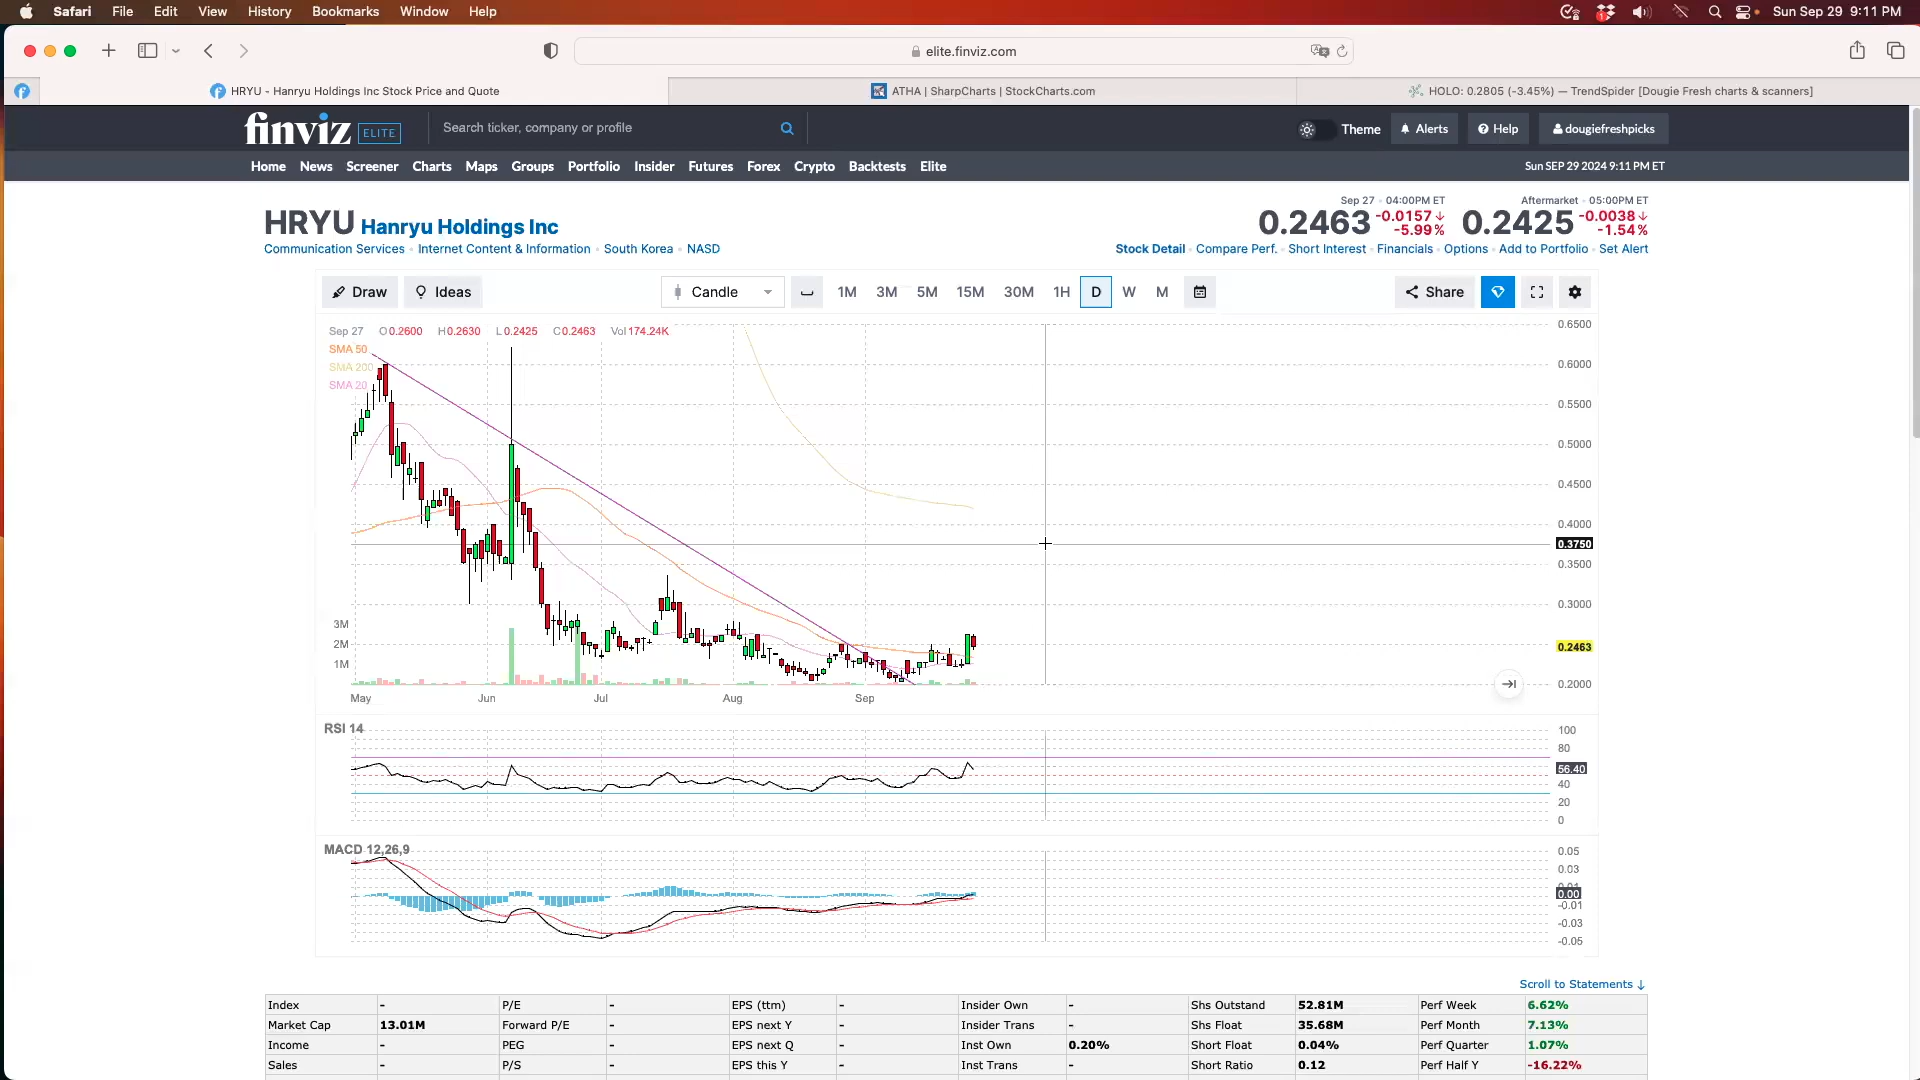 Safari File Edit View History Bookmarks Window Help Sun Sep 29 9:11 PM
elite.finviz.com
HRYU - Hanryu Holdings Inc Stock Price and Quote
ATHA | SharpCharts | StockCharts.com
HOLO: 0.2805 (-3.45%) — TrendSpider [Dougie Fresh charts & scanners]
finviz ELITE Search ticker, company or profile Theme Alerts Help dougiefreshpicks
Home News Screener Charts Maps Groups Portfolio Insider Futures Forex Crypto Backtests Elite Sun SEP 29 2024 9:11 PM ET
Sep 27 · 04:00PM ET Aftermarket · 05:00PM ET
HRYU Hanryu Holdings Inc 0.2463 -0.0157 -5.99% 0.2425 -0.0038 -1.54%
Communication Services · Internet Content & Information · South Korea · NASD Stock Detail · Compare Perf. · Short Interest · Financials · Options · Add to Portfolio · Set Alert
Draw Ideas Candle 1M 3M 5M 15M 30M 1H D W M Share
Sep 27 O0.2600 H0.2630 L0.2425 C0.2463 Vol174.24K
SMA 50
SMA 200
SMA 20
0.6500
0.6000
0.5500
0.5000
0.4500
0.4000
0.3750
0.3500
0.3000
0.2463
0.2000
3M
2M
1M
May Jun Jul Aug Sep
RSI 14
100
80
56.40
40
20
0
MACD 12,26,9
0.05
0.03
0.01
0.00
-0.01
-0.03
-0.05
Scroll to Statements ↓
Index - P/E - EPS (ttm) - Insider Own - Shs Outstand 52.81M Perf Week 6.62%
Market Cap 13.01M Forward P/E - EPS next Y - Insider Trans - Shs Float 35.68M Perf Month 7.13%
Income - PEG - EPS next Q - Inst Own 0.20% Short Float 0.04% Perf Quarter 1.07%
Sales - P/S - EPS this Y - Inst Trans - Short Ratio 0.12 Perf Half Y -16.22%